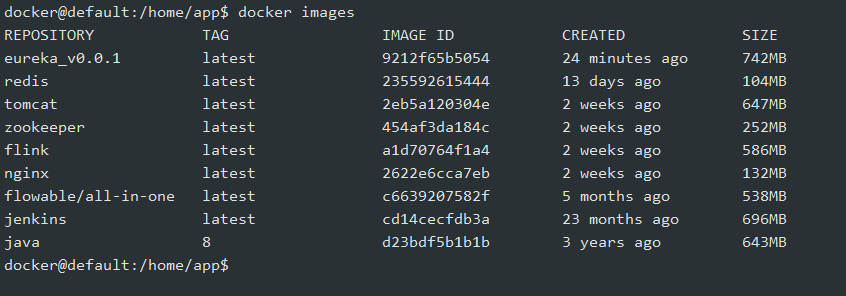 docker@default:/home/app$ docker images
REPOSITORY TAG IMAGE ID CREATED SIZE
eureka_v0.0.1 latest 9212f65b5054 24 minutes ago 742MB
redis latest 235592615444 13 days ago 104MB
tomcat latest 2eb5a120304e 2 weeks ago 647MB
zookeeper latest 454af3da184c 2 weeks ago 252MB
flink latest a1d70764f1a4 2 weeks ago 586MB
nginx latest 2622e6cca7eb 2 weeks ago 132MB
flowable/all-in-one latest c6639207582f 5 months ago 538MB
jenkins latest cd14cecfdb3a 23 months ago 696MB
java 8 d23bdf5b1b1b 3 years ago 643MB
docker@default:/home/app$